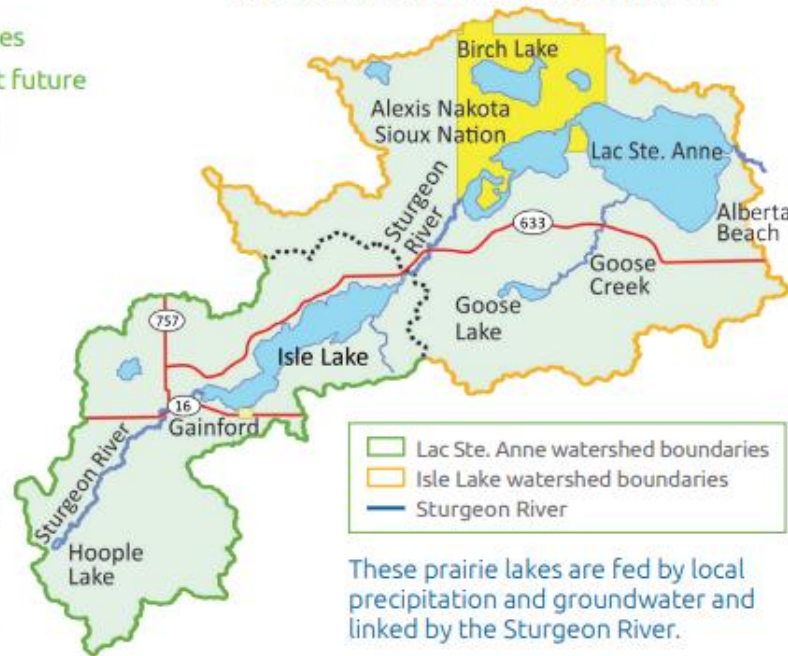 es
t future
Birch Lake
Alexis Nakota
Sioux Nation
Lac Ste. Anne
Sturgeon
River
633
Alberta
Beach
Goose
Creek
Goose
Lake
757
Isle Lake
16
Gainford
Sturgeon River
Hoople
Lake
Lac Ste. Anne watershed boundaries
Isle Lake watershed boundaries
Sturgeon River
These prairie lakes are fed by local
precipitation and groundwater and
linked by the Sturgeon River.